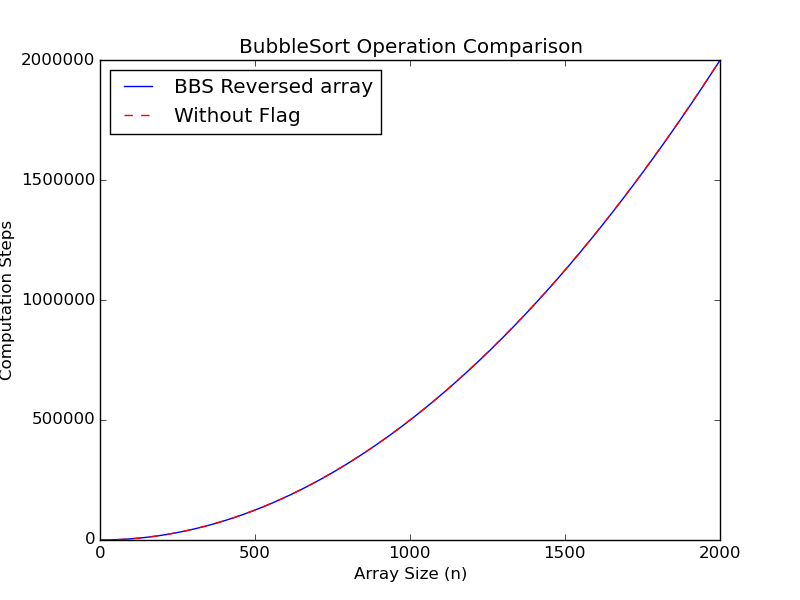 BubbleSort Operation Comparison
BBS Reversed array
Without Flag
2000000
1500000
1000000
500000
0
Computation Steps
0 500 1000 1500 2000
Array Size (n)